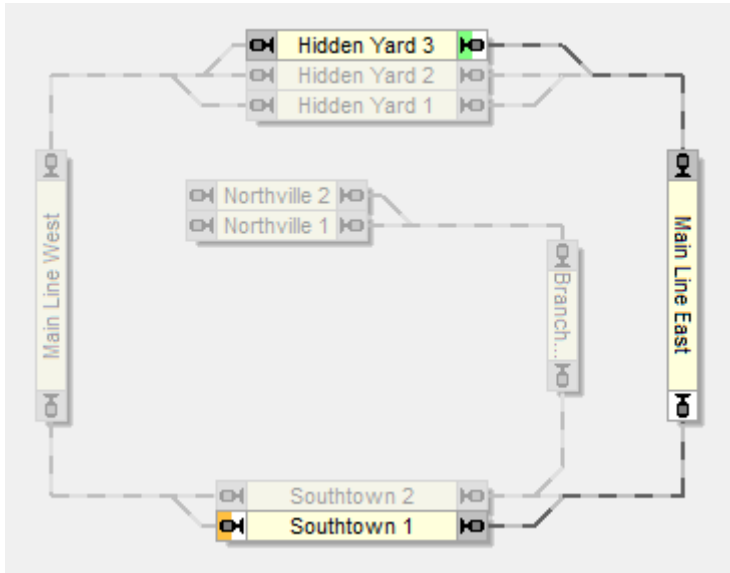 Hidden Yard 3
Hidden Yard 2
Hidden Yard 1
Northville 2
Northville 1
Main Line West
Main Line East
Branch...
Southtown 2
Southtown 1